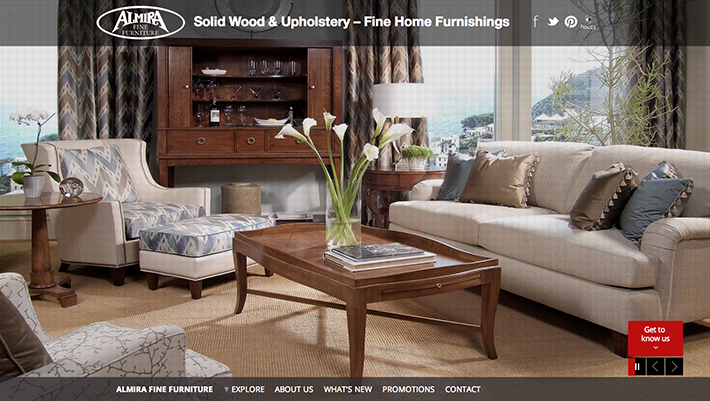 ALMIRA
FINE
FURNITURE
Solid Wood & Upholstery – Fine Home Furnishings
houzz
Get to
know us
ALMIRA FINE FURNITURE EXPLORE ABOUT US WHAT'S NEW PROMOTIONS CONTACT